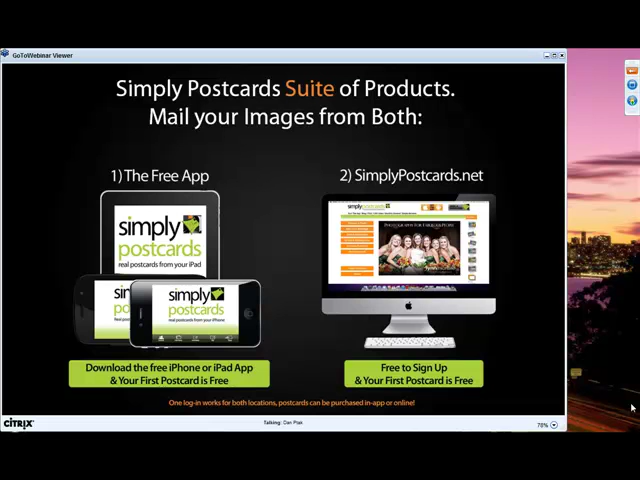 GoToWebinar Viewer
Simply Postcards Suite of Products.
Mail your Images from Both:
1) The Free App
2) SimplyPostcards.net
simply
postcards
real postcards from your iPad
simply
postcards
real postcards from your iPhone
Download the free iPhone or iPad App
& Your First Postcard is Free
Free to Sign Up
& Your First Postcard is Free
One log-in works for both locations, postcards can be purchased in-app or online!
CITRIX
Talking: Dan